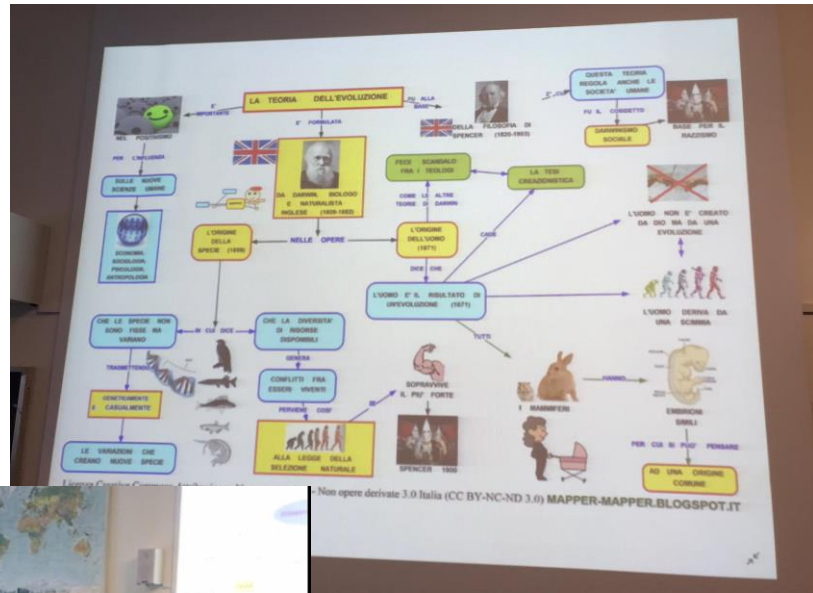 LA TEORIA DELL'EVOLUZIONE
E'
IMPORTANTE
NEL POSITIVISMO
PER L'INFLUENZA
SULLE NUOVE
SCIENZE UMANE
ECONOMIA,
SOCIOLOGIA,
PSICOLOGIA,
ANTROPOLOGIA
E' FORMULATA
DA DARWIN, BIOLOGO
E NATURALISTA
INGLESE (1809-1882)
FU ALLA
BASE
DELLA FILOSOFIA DI
SPENCER (1820-1903)
QUESTA TEORIA
REGOLA ANCHE LE
SOCIETA' UMANE
FU IL COSIDETTO
DARWINISMO
SOCIALE
BASE PER IL
RAZZISMO
NELLE OPERE
L'ORIGINE
DELLA
SPECIE (1859)
L'ORIGINE
DELL'UOMO
(1871)
COME LE ALTRE
TEORIE DI DARWIN
FECE SCANDALO
FRA I TEOLOGI
LA TESI
CREAZIONISTICA
CADE
DICE CHE
L'UOMO E' IL RISULTATO DI
UN'EVOLUZIONE (1871)
L'UOMO NON E' CREATO
DA DIO MA DA UNA
EVOLUZIONE
L'UOMO DERIVA DA
UNA SCIMMIA
TUTTI
I MAMMIFERI
HANNO
EMBRIONI
SIMILI
PER CUI SI PUO' PENSARE
AD UNA ORIGINE
COMUNE
IN CUI DICE
CHE LE SPECIE NON
SONO FISSE MA
VARIANO
TRASMETTENDO
GENETICAMENTE
E CASUALMENTE
LE VARIAZIONI CHE
CREANO NUOVE SPECIE
CHE LA DIVERSITA'
DI RISORSE
DISPONIBILI
GENERA
CONFLITTI FRA
ESSERI VIVENTI
PERVIENE COSI'
ALLA LEGGE DELLA
SELEZIONE NATURALE
SOPRAVVIVE
IL PIU' FORTE
SPENCER
- Non opere derivate 3.0 Italia (CC BY-NC-ND 3.0) MAPPER-MAPPER.BLOGSPOT.IT